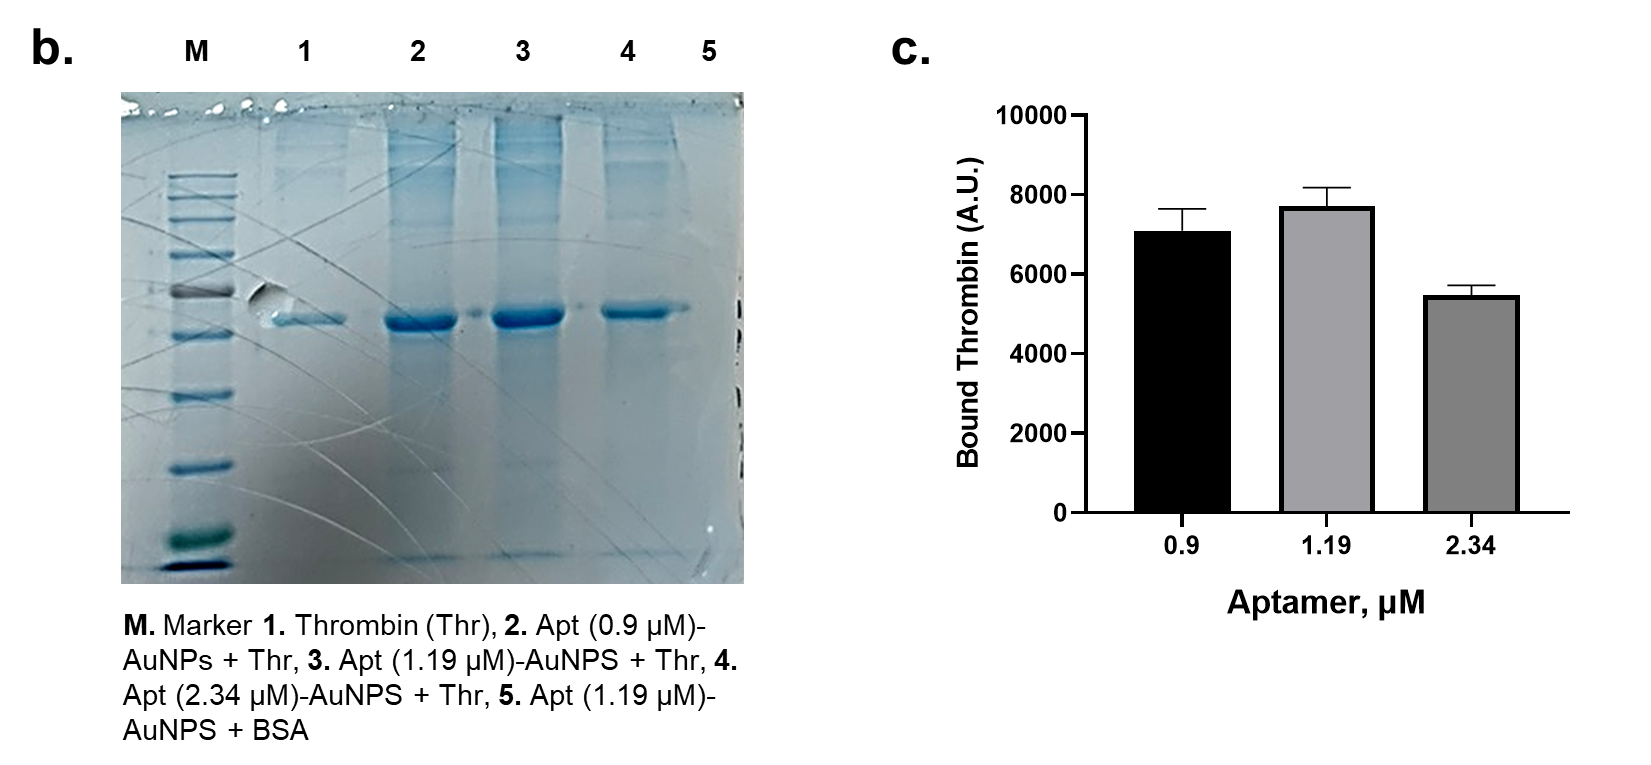 b.
M 1 2 3 4 5
M. Marker 1. Thrombin (Thr), 2. Apt (0.9 µM)-
AuNPs + Thr, 3. Apt (1.19 µM)-AuNPS + Thr, 4.
Apt (2.34 µM)-AuNPS + Thr, 5. Apt (1.19 µM)-
AuNPS + BSA
c.
Bound Thrombin (A.U.)
10000
8000
6000
4000
2000
0
0.9 1.19 2.34
Aptamer, µM